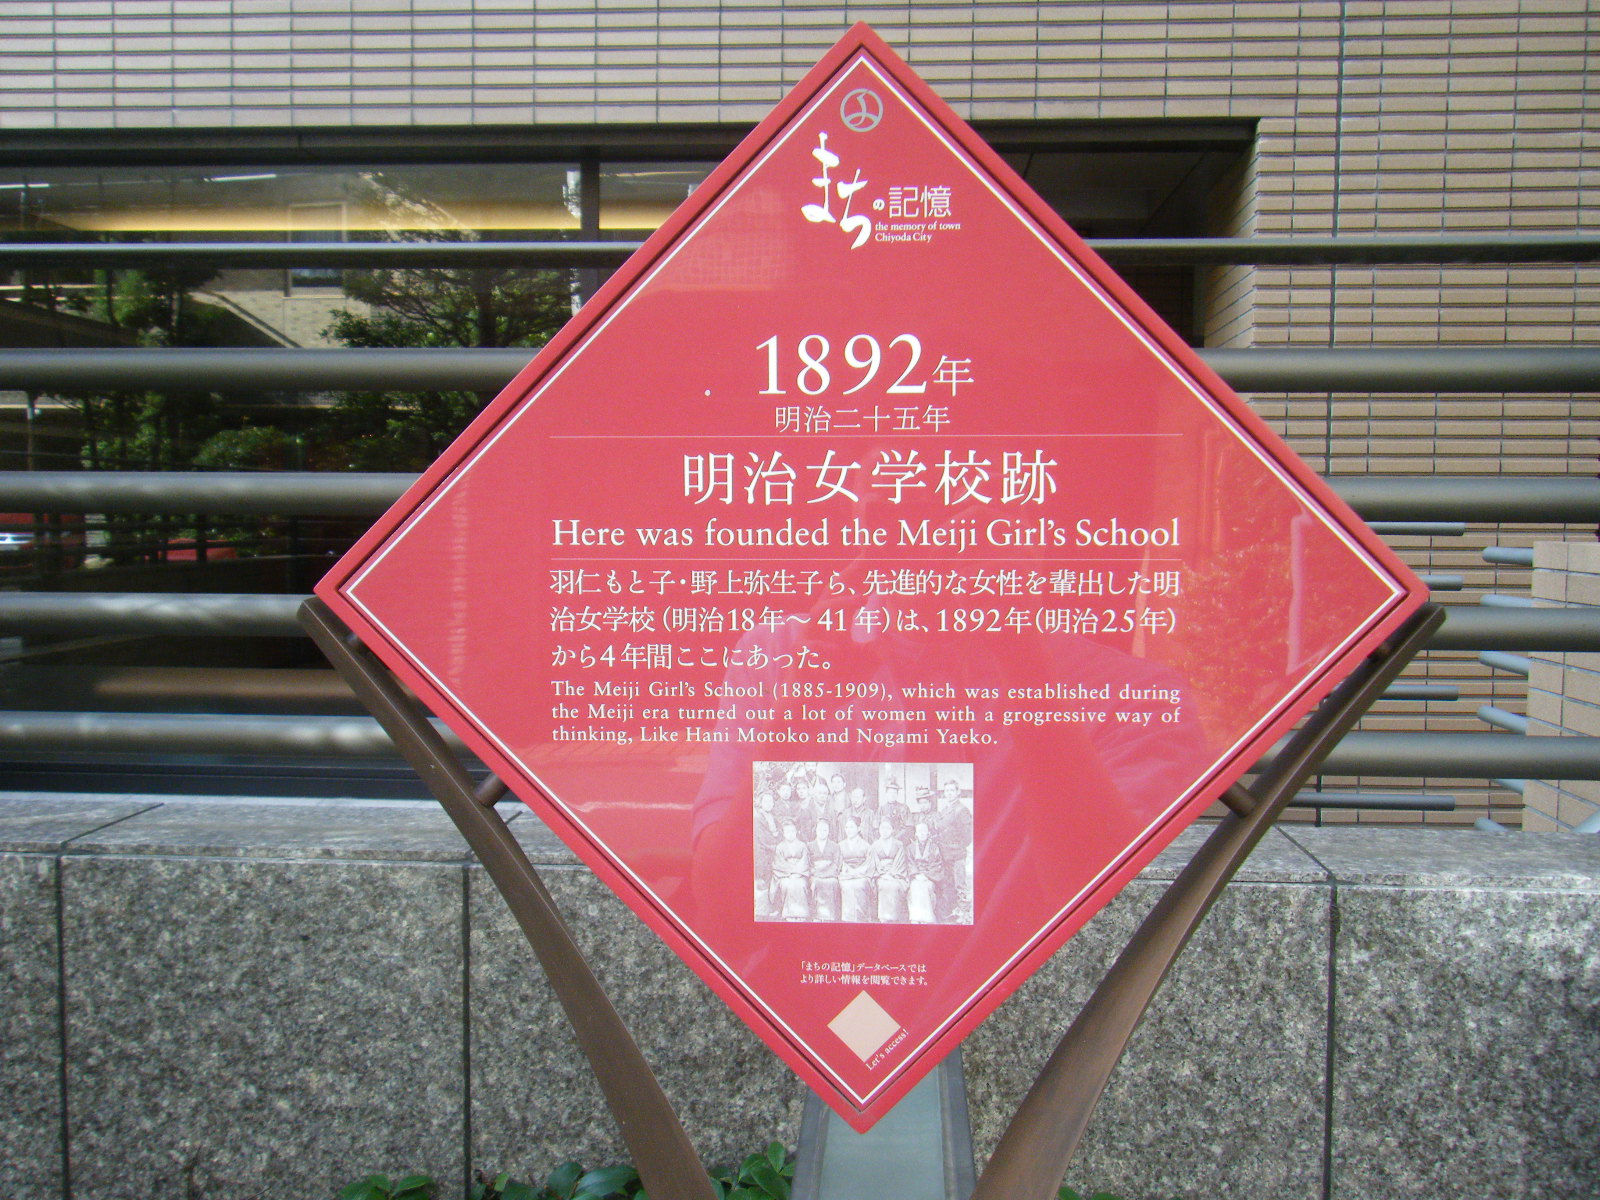 まちの記憶
the memory of town
Chiyoda City
1892年
明治二十五年
明治女学校跡
Here was founded the Meiji Girl's School
羽仁もと子・野上弥生子ら、先進的な女性を輩出した明
治女学校（明治18年〜41年）は、1892年（明治25年）
から4年間ここにあった。
The Meiji Girl's School (1885-1909), which was established during
the Meiji era turned out a lot of women with a grogressive way of
thinking, Like Hani Motoko and Nogami Yaeko.
「まちの記憶」データベースでは
より詳しい情報を閲覧できます。
Let's access!